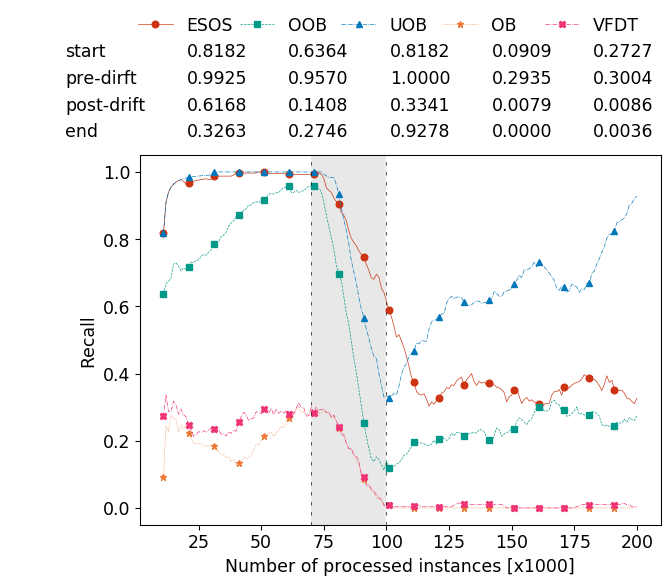 ESOS OOB UOB OB VFDT
start 0.8182 0.6364 0.8182 0.0909 0.2727
pre-dirft 0.9925 0.9570 1.0000 0.2935 0.3004
post-drift 0.6168 0.1408 0.3341 0.0079 0.0086
end 0.3263 0.2746 0.9278 0.0000 0.0036
1.0
0.8
0.6
0.4
0.2
0.0
Recall
25 50 75 100 125 150 175 200
Number of processed instances [x1000]